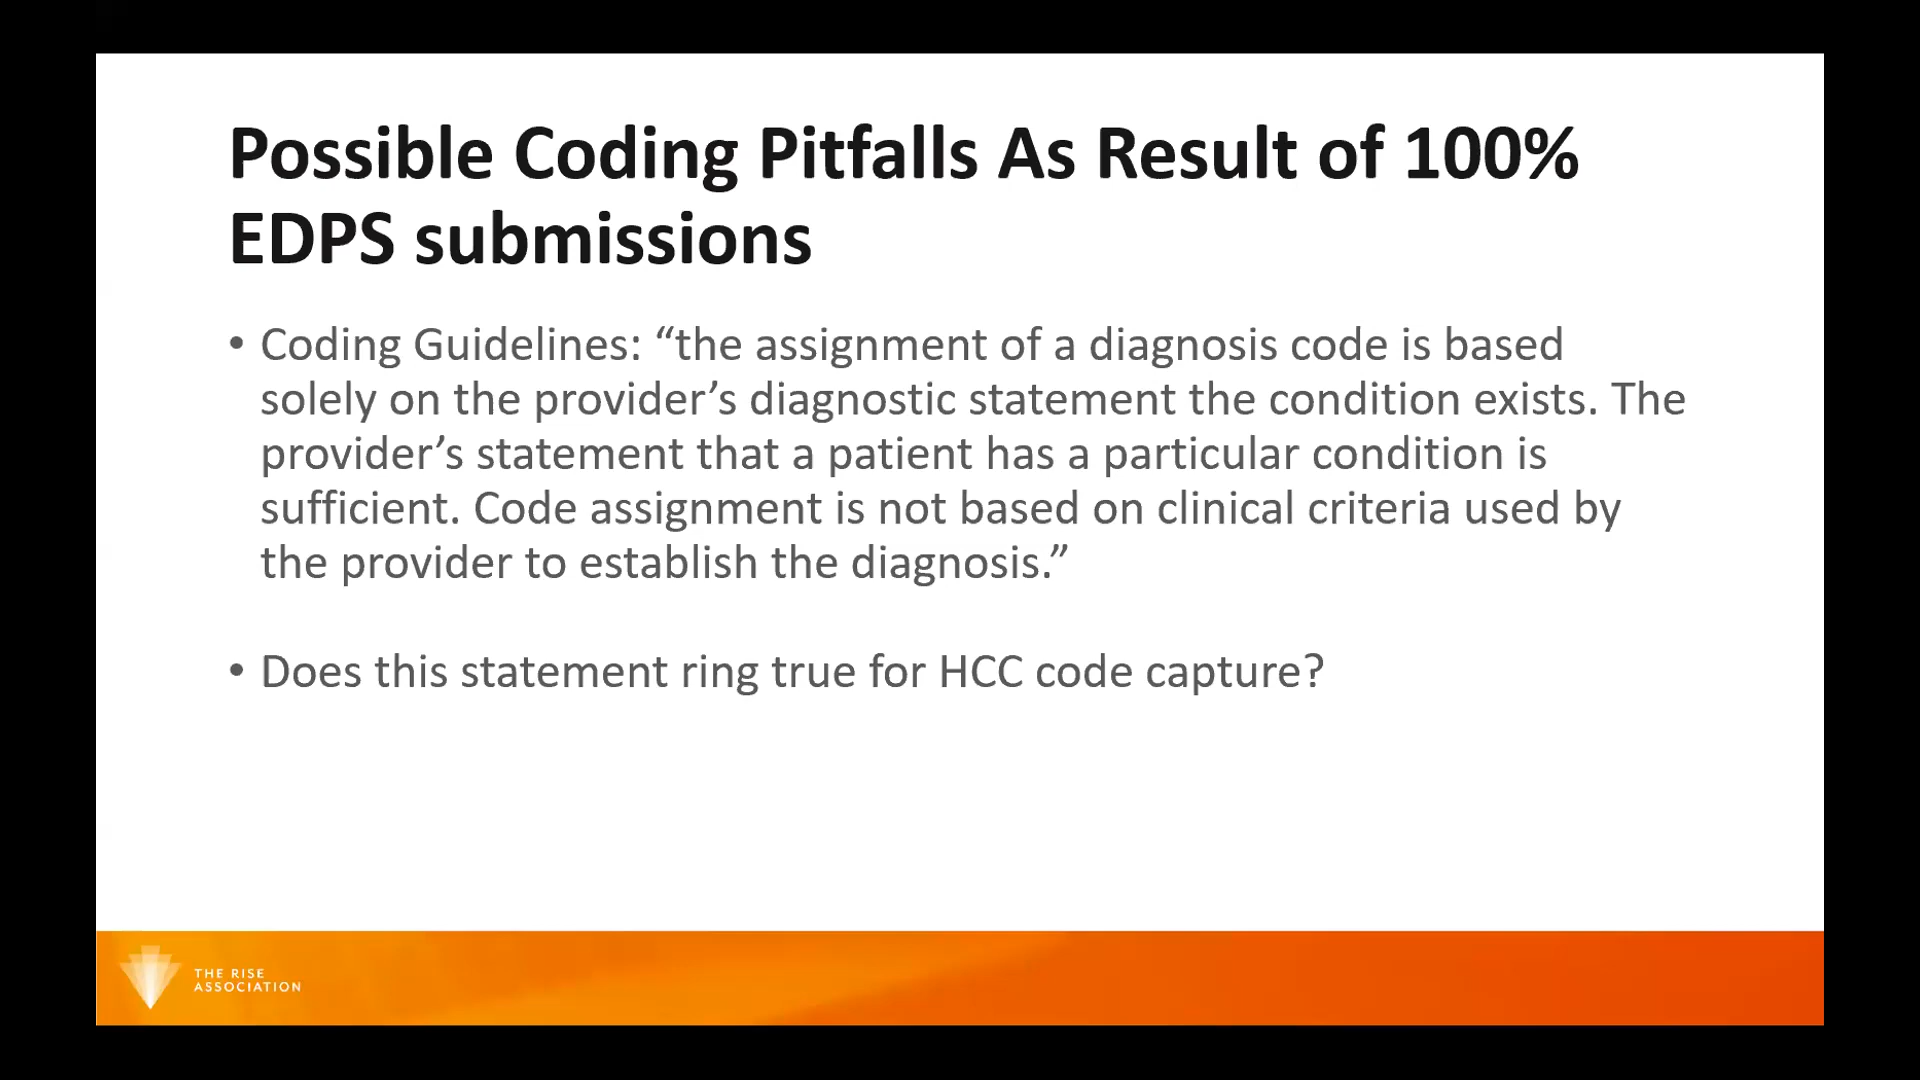 Possible Coding Pitfalls As Result of 100%
EDPS submissions
• Coding Guidelines: “the assignment of a diagnosis code is based
solely on the provider’s diagnostic statement the condition exists. The
provider’s statement that a patient has a particular condition is
sufficient. Code assignment is not based on clinical criteria used by
the provider to establish the diagnosis.”
• Does this statement ring true for HCC code capture?
THE RISE
ASSOCIATION